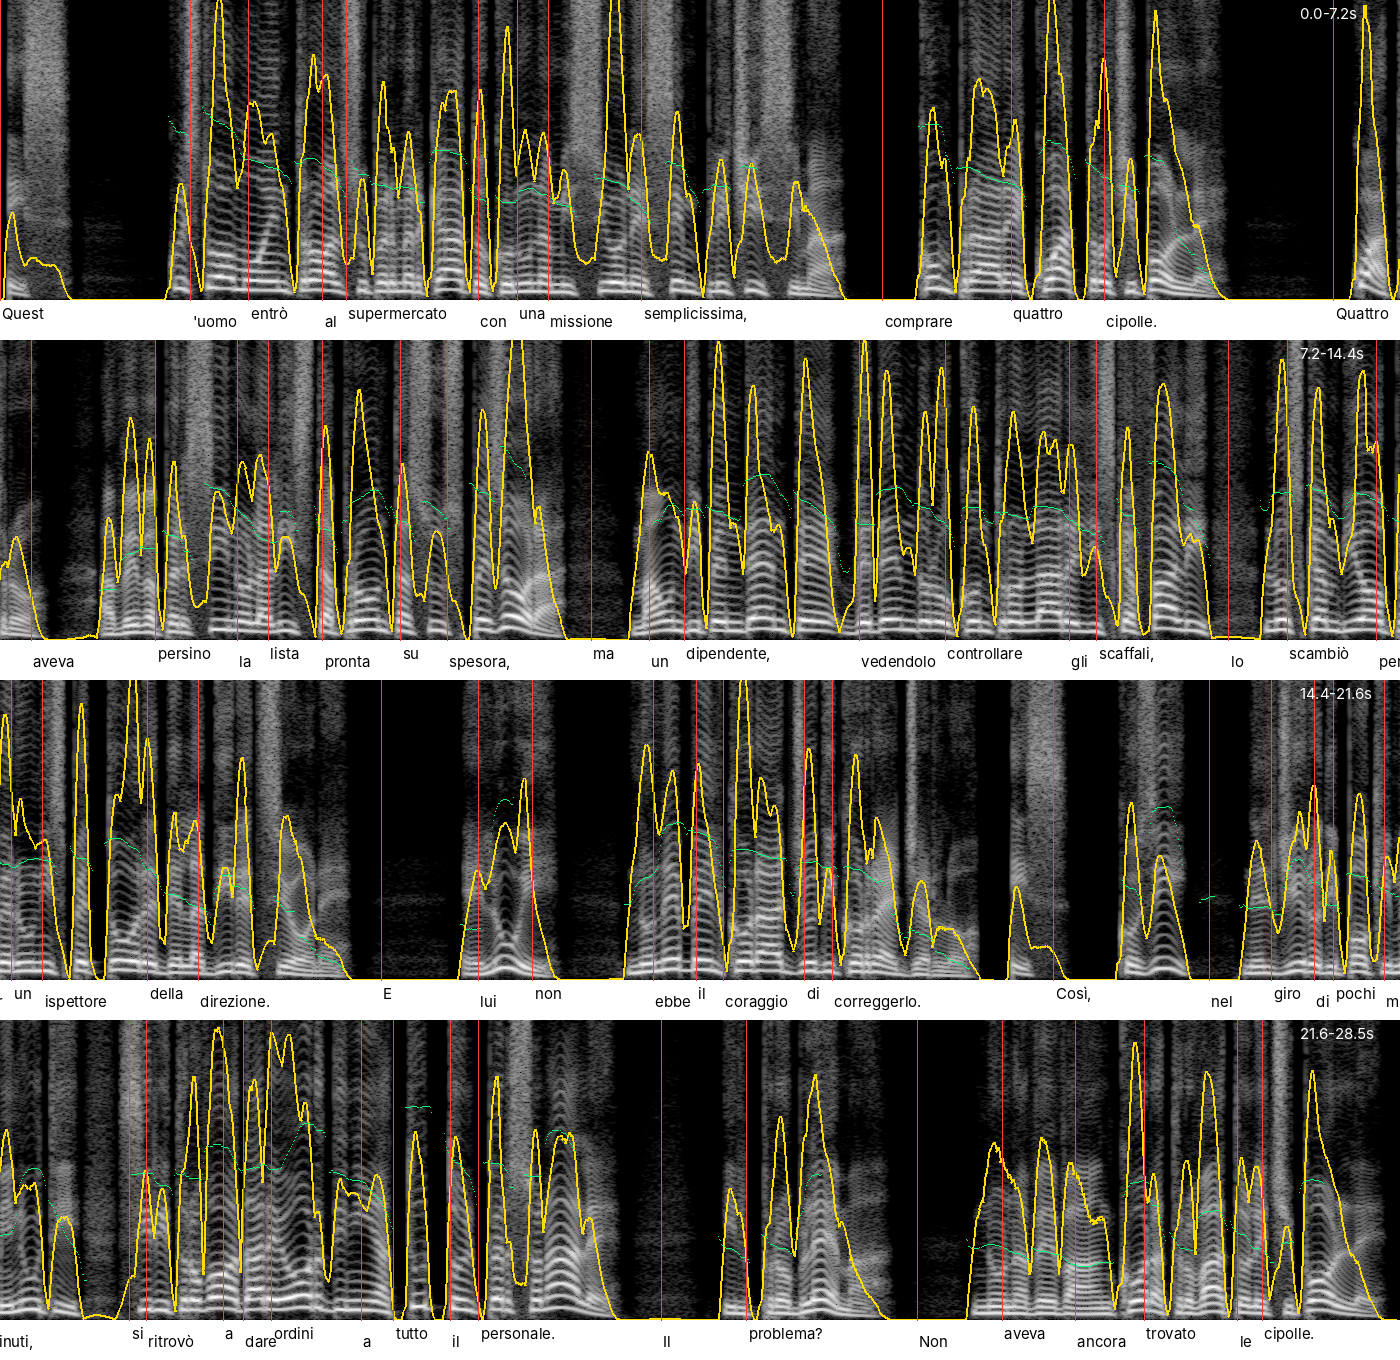 0.0-7.2s
Quest 'uomo entrò al supermercato con una missione semplicissima, comprare quattro cipolle. Quattro
7.2-14.4s
aveva persino la lista pronta su spesora, ma un dipendente, vedendolo controllare gli scaffali, lo scambiò per
14.4-21.6s
r un ispettore della direzione. E lui non ebbe il coraggio di correggerlo. Così, nel giro di pochi m
21.6-28.5s
inuti, si ritrovò a dare ordini a tutto il personale. Il problema? Non aveva ancora trovato le cipolle.